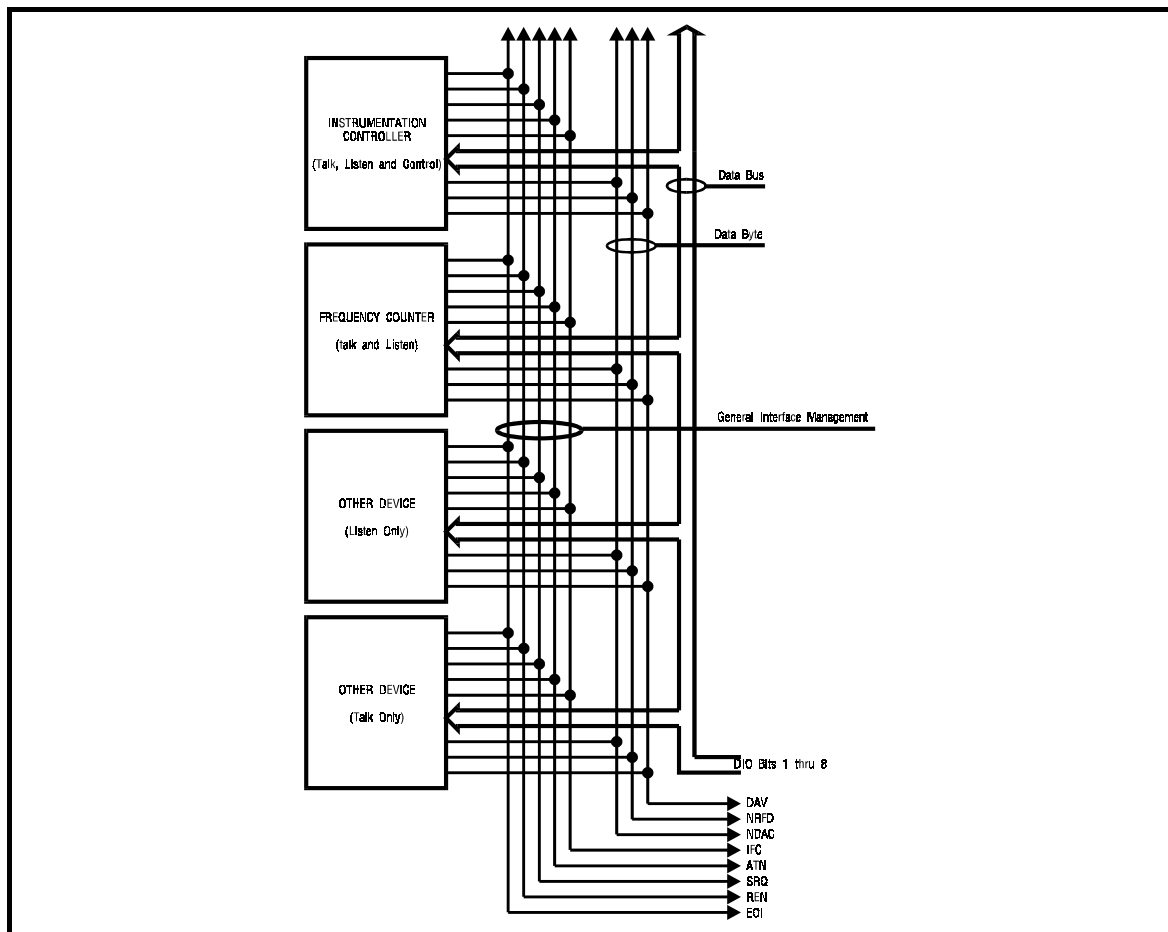 INSTRUMENTATION
CONTROLLER
(Talk, Listen and Control)
Data Bus
Data Byte
FREQUENCY COUNTER
(talk and Listen)
General Interface Management
OTHER DEVICE
(Listen Only)
OTHER DEVICE
(Talk Only)
DIO Bits 1 thru 8
DAV
NRFD
NDAC
IFC
ATN
SRQ
REN
EOI